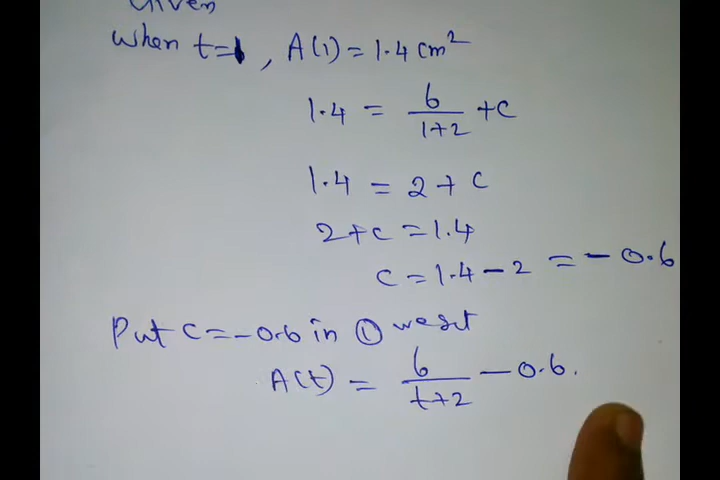 Given
When t=1, A(1) = 1.4 cm²
1.4 = 6/(1+2) + c
1.4 = 2 + c
2+c = 1.4
c = 1.4 - 2 = -0.6
Put c = -0.6 in ① we get
A(t) = 6/(t+2) - 0.6.